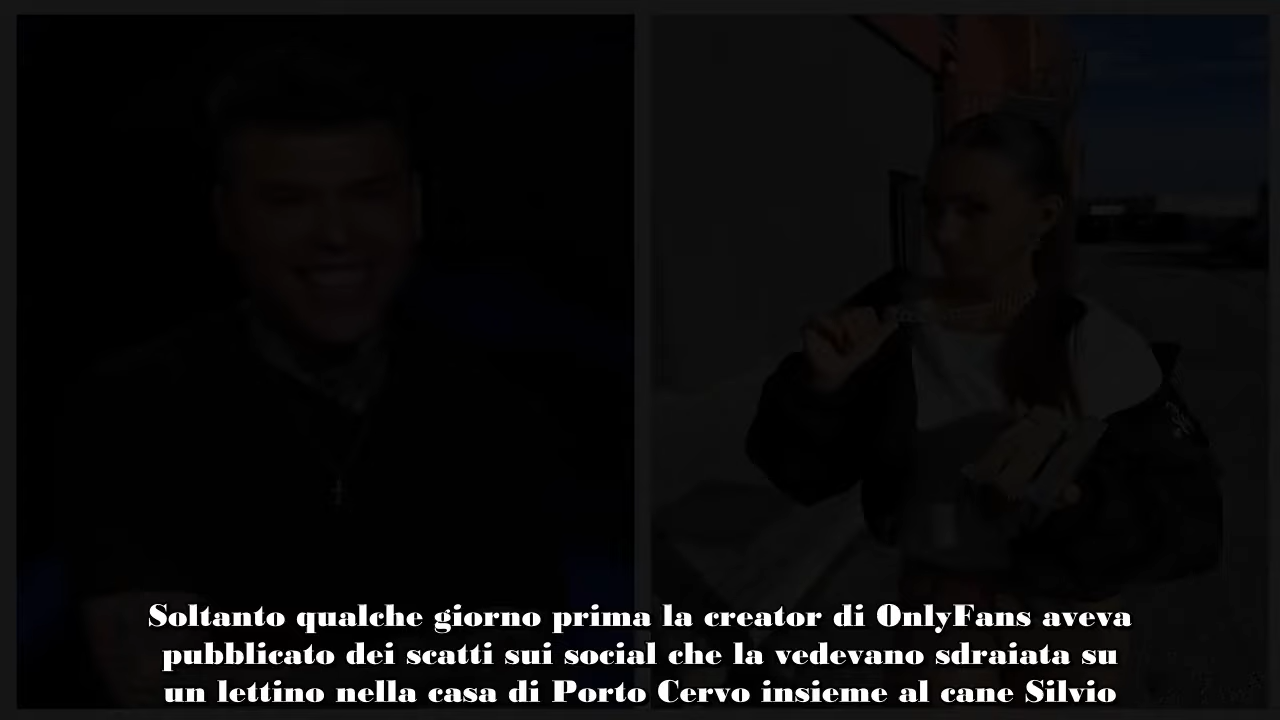 Soltanto qualche giorno prima la creator di OnlyFans aveva
pubblicato dei scatti sui social che la vedevano sdraiata su
un lettino nella casa di Porto Cervo insieme al cane Silvio